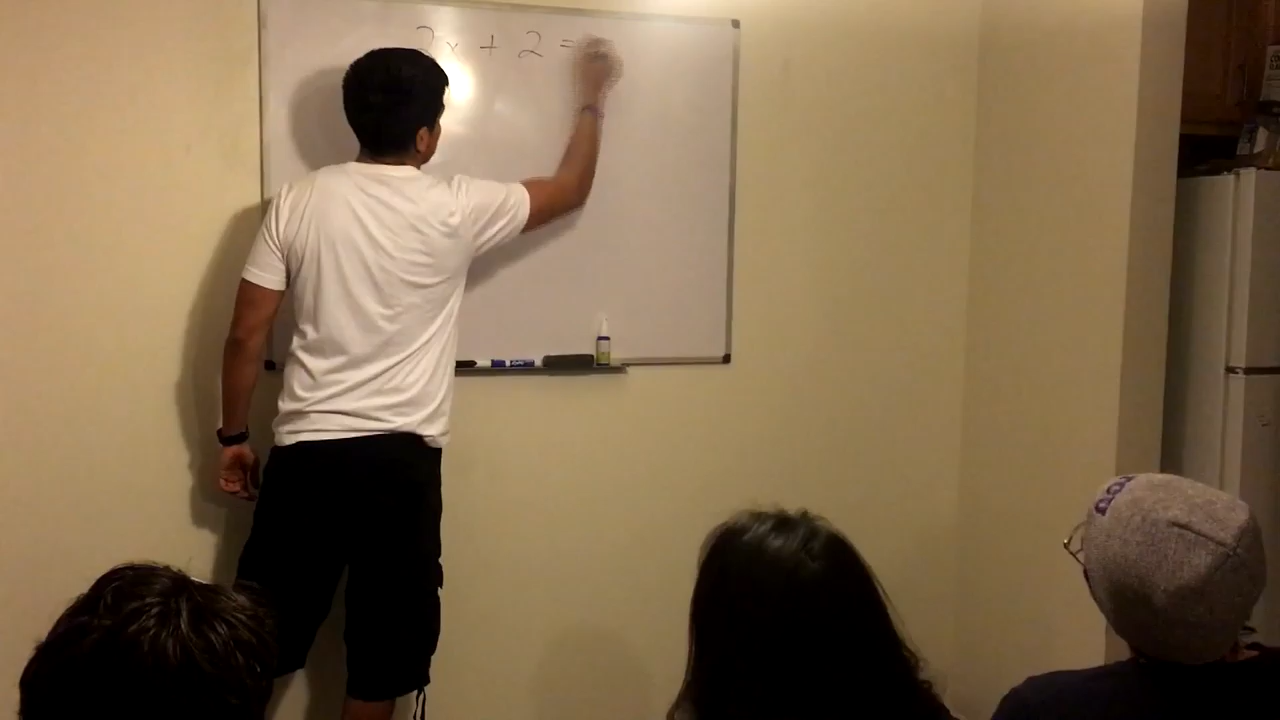 2x + 2 =